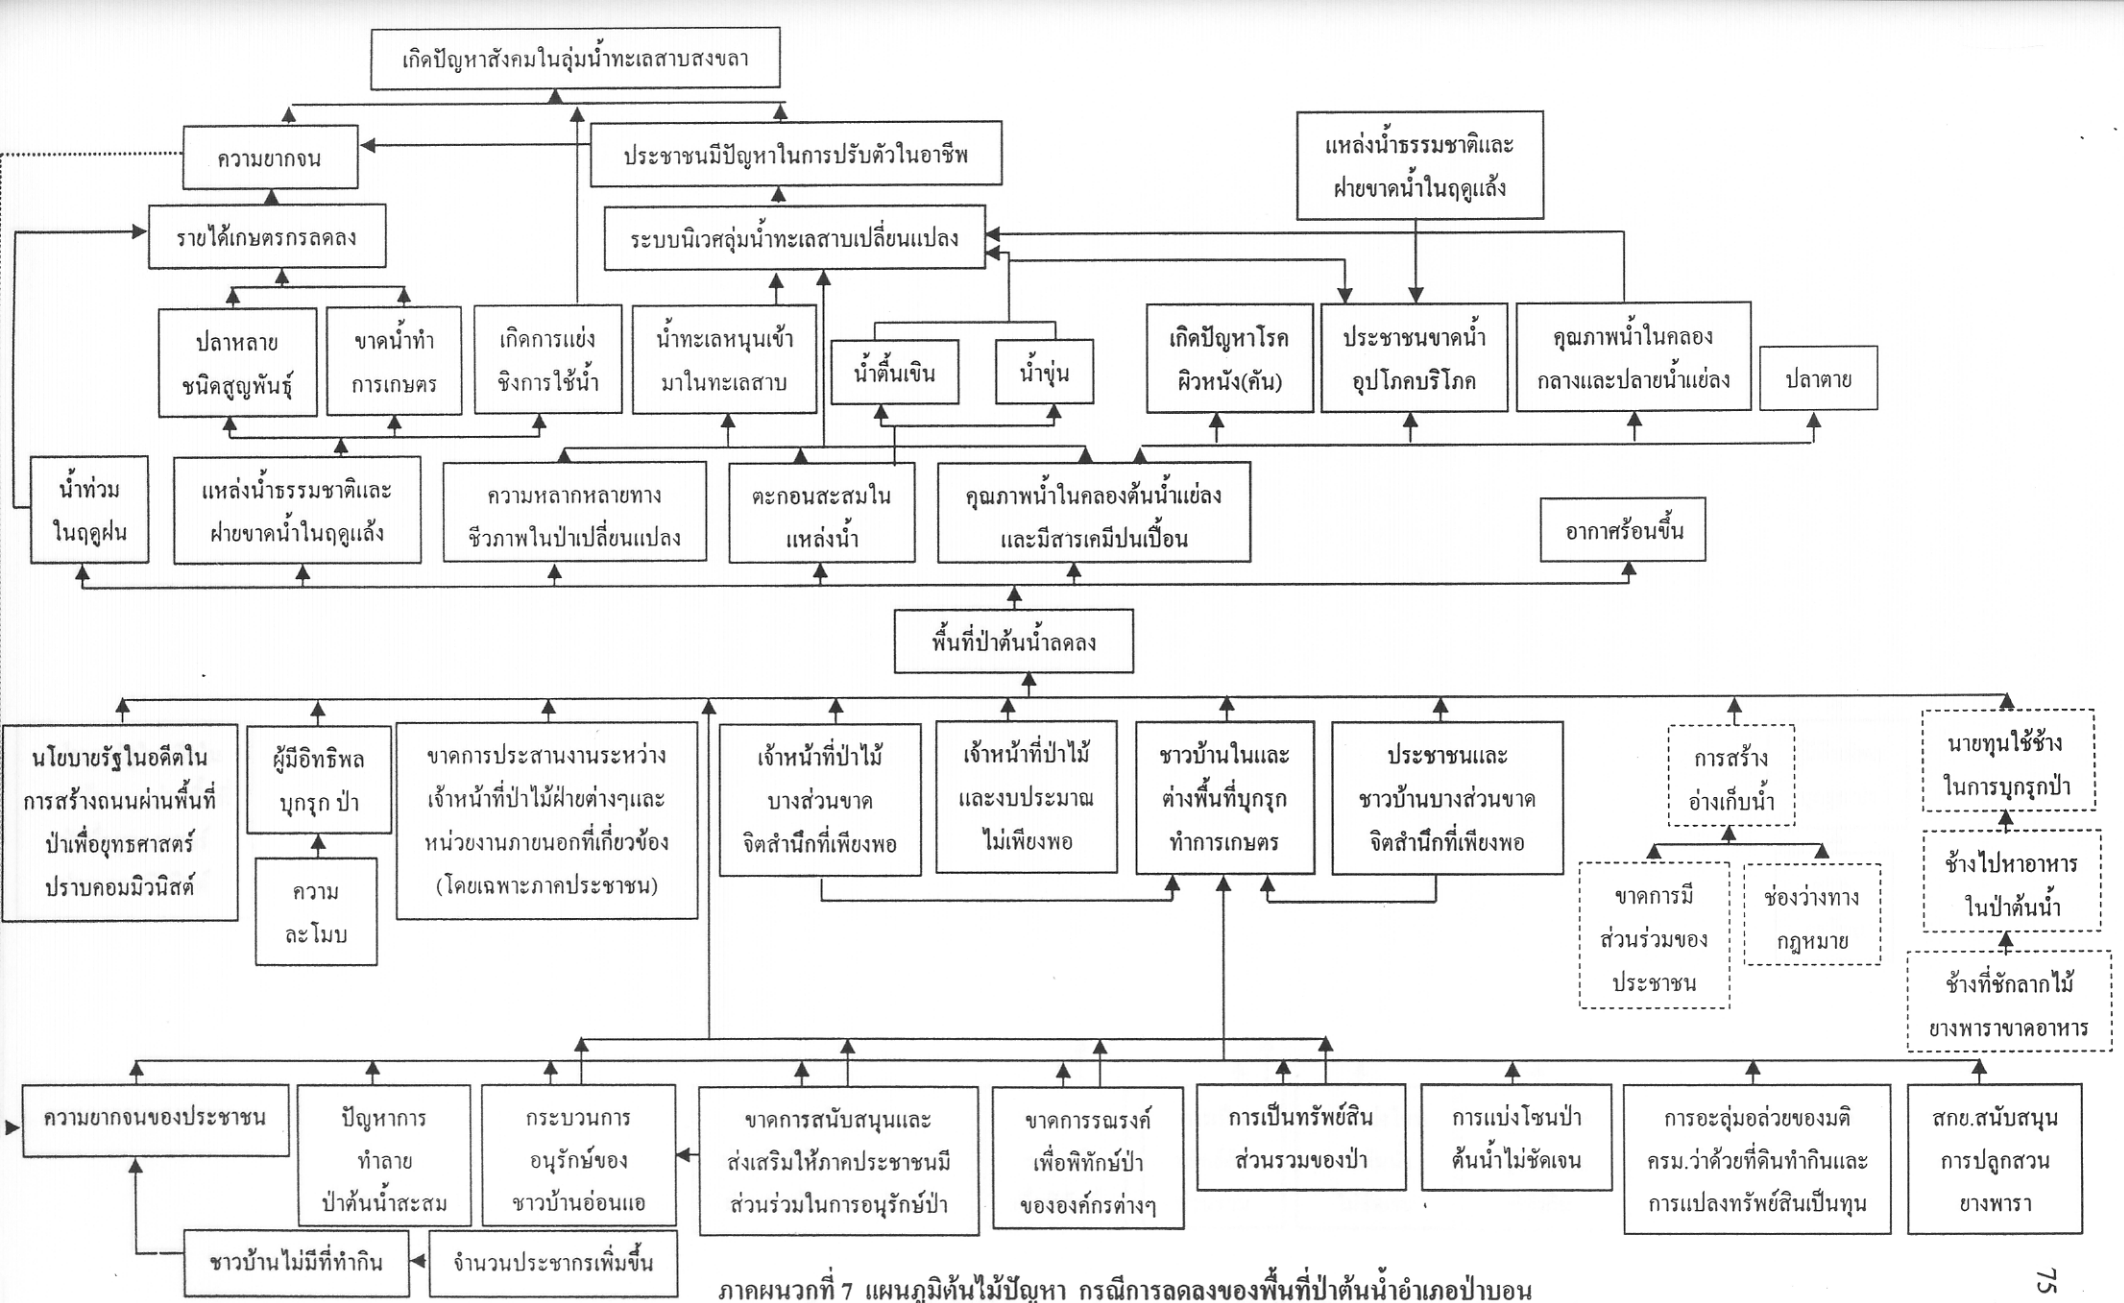 เกิดปัญหาสังคมในลุ่มน้ำทะเลสาบสงขลา
ความยากจน
ประชาชนมีปัญหาในการปรับตัวในอาชีพ
แหล่งน้ำธรรมชาติและ
ฝายขาดน้ำในฤดูแล้ง
รายได้เกษตรกรลดลง
ระบบนิเวศลุ่มน้ำทะเลสาบเปลี่ยนแปลง
ปลาหลาย
ชนิดสูญพันธุ์
ขาดน้ำทำ
การเกษตร
เกิดการแย่ง
ชิงการใช้น้ำ
น้ำทะเลหนุนเข้า
มาในทะเลสาบ
น้ำตื้นเขิน
น้ำขุ่น
เกิดปัญหาโรค
ผิวหนัง(คัน)
ประชาชนขาดน้ำ
อุปโภคบริโภค
คุณภาพน้ำในคลอง
กลางและปลายน้ำแย่ลง
ปลาตาย
น้ำท่วม
ในฤดูฝน
แหล่งน้ำธรรมชาติและ
ฝายขาดน้ำในฤดูแล้ง
ความหลากหลายทาง
ชีวภาพในป่าเปลี่ยนแปลง
ตะกอนสะสมใน
แหล่งน้ำ
คุณภาพน้ำในคลองต้นน้ำแย่ลง
และมีสารเคมีปนเปื้อน
อากาศร้อนขึ้น
พื้นที่ป่าต้นน้ำลดลง
นโยบายรัฐในอดีตใน
การสร้างถนนผ่านพื้นที่
ป่าเพื่อยุทธศาสตร์
ปราบคอมมิวนิสต์
ผู้มีอิทธิพล
บุกรุก ป่า
ความ
ละโมบ
ขาดการประสานงานระหว่าง
เจ้าหน้าที่ป่าไม้ฝ่ายต่างๆและ
หน่วยงานภายนอกที่เกี่ยวข้อง
(โดยเฉพาะภาคประชาชน)
เจ้าหน้าที่ป่าไม้
บางส่วนขาด
จิตสำนึกที่เพียงพอ
เจ้าหน้าที่ป่าไม้
และงบประมาณ
ไม่เพียงพอ
ชาวบ้านในและ
ต่างพื้นที่บุกรุก
ทำการเกษตร
ประชาชนและ
ชาวบ้านบางส่วนขาด
จิตสำนึกที่เพียงพอ
การสร้าง
อ่างเก็บน้ำ
ขาดการมี
ส่วนร่วมของ
ประชาชน
ช่องว่างทาง
กฎหมาย
นายทุนใช้ช้าง
ในการบุกรุกป่า
ช้างไปหาอาหาร
ในป่าต้นน้ำ
ช้างที่ชักลากไม้
ยางพาราขาดอาหาร
ความยากจนของประชาชน
ปัญหาการ
ทำลาย
ป่าต้นน้ำสะสม
กระบวนการ
อนุรักษ์ของ
ชาวบ้านอ่อนแอ
ขาดการสนับสนุนและ
ส่งเสริมให้ภาคประชาชนมี
ส่วนร่วมในการอนุรักษ์ป่า
ขาดการรณรงค์
เพื่อพิทักษ์ป่า
ขององค์กรต่างๆ
การเป็นทรัพย์สิน
ส่วนรวมของป่า
การแบ่งโซนป่า
ต้นน้ำไม่ชัดเจน
การอะลุ่มอล่วยของมติ
ครม.ว่าด้วยที่ดินทำกินและ
การแปลงทรัพย์สินเป็นทุน
สกย.สนับสนุน
การปลูกสวน
ยางพารา
ชาวบ้านไม่มีที่ทำกิน
จำนวนประชากรเพิ่มขึ้น
ภาคผนวกที่ 7 แผนภูมิต้นไม้ปัญหา กรณีการลดลงของพื้นที่ป่าต้นน้ำอำเภอป่าบอน
75